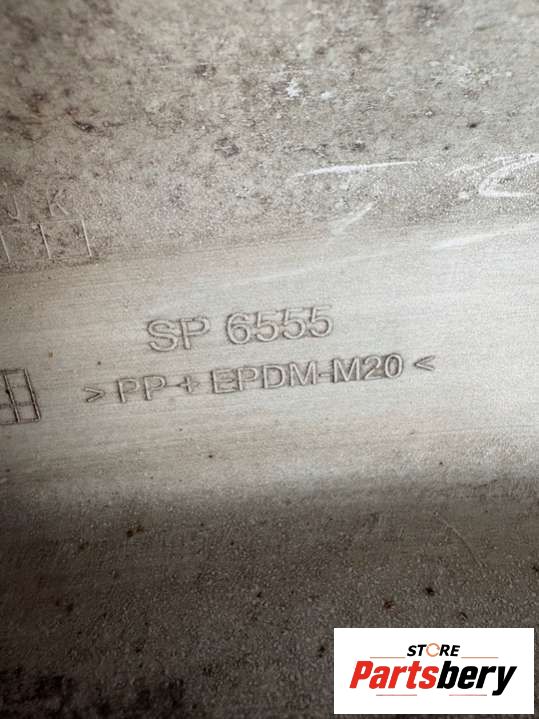 J K
SP 6555
> PP + EPDM-M20 <
STORE
Partsbery